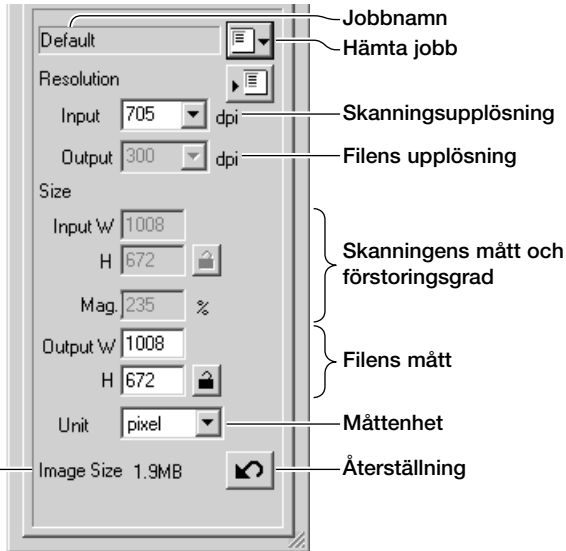 Jobbnamn
Default
Hämta jobb
Resolution
Input 705 dpi Skanningsupplösning
Output 300 dpi Filens upplösning
Size
Input W 1008
H 672
Skanningens mått och
förstoringsgrad
Mag. 235 %
Output W 1008
Filens mått
H 672
Unit pixel Måttenhet
Image Size 1.9MB Återställning